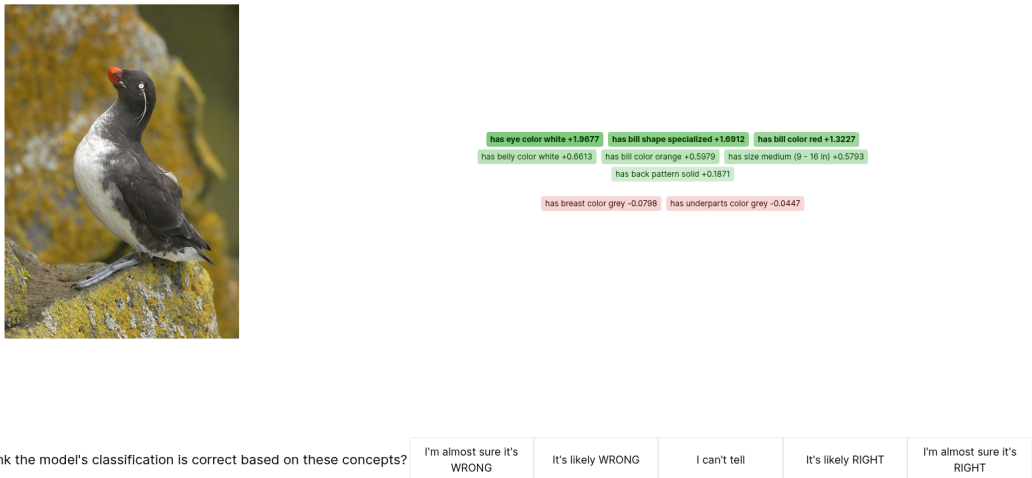 has eye color white +1.9677 has bill shape specialized +1.6912 has bill color red +1.3227
has belly color white +0.6613 has bill color orange +0.5979 has size medium (9 - 16 in) +0.5793
has back pattern solid +0.1871
has breast color grey -0.0798 has underparts color grey -0.0447
the model's classification is correct based on these concepts?
I'm almost sure it's
WRONG
It's likely WRONG
I can't tell
It's likely RIGHT
I'm almost sure it's
RIGHT